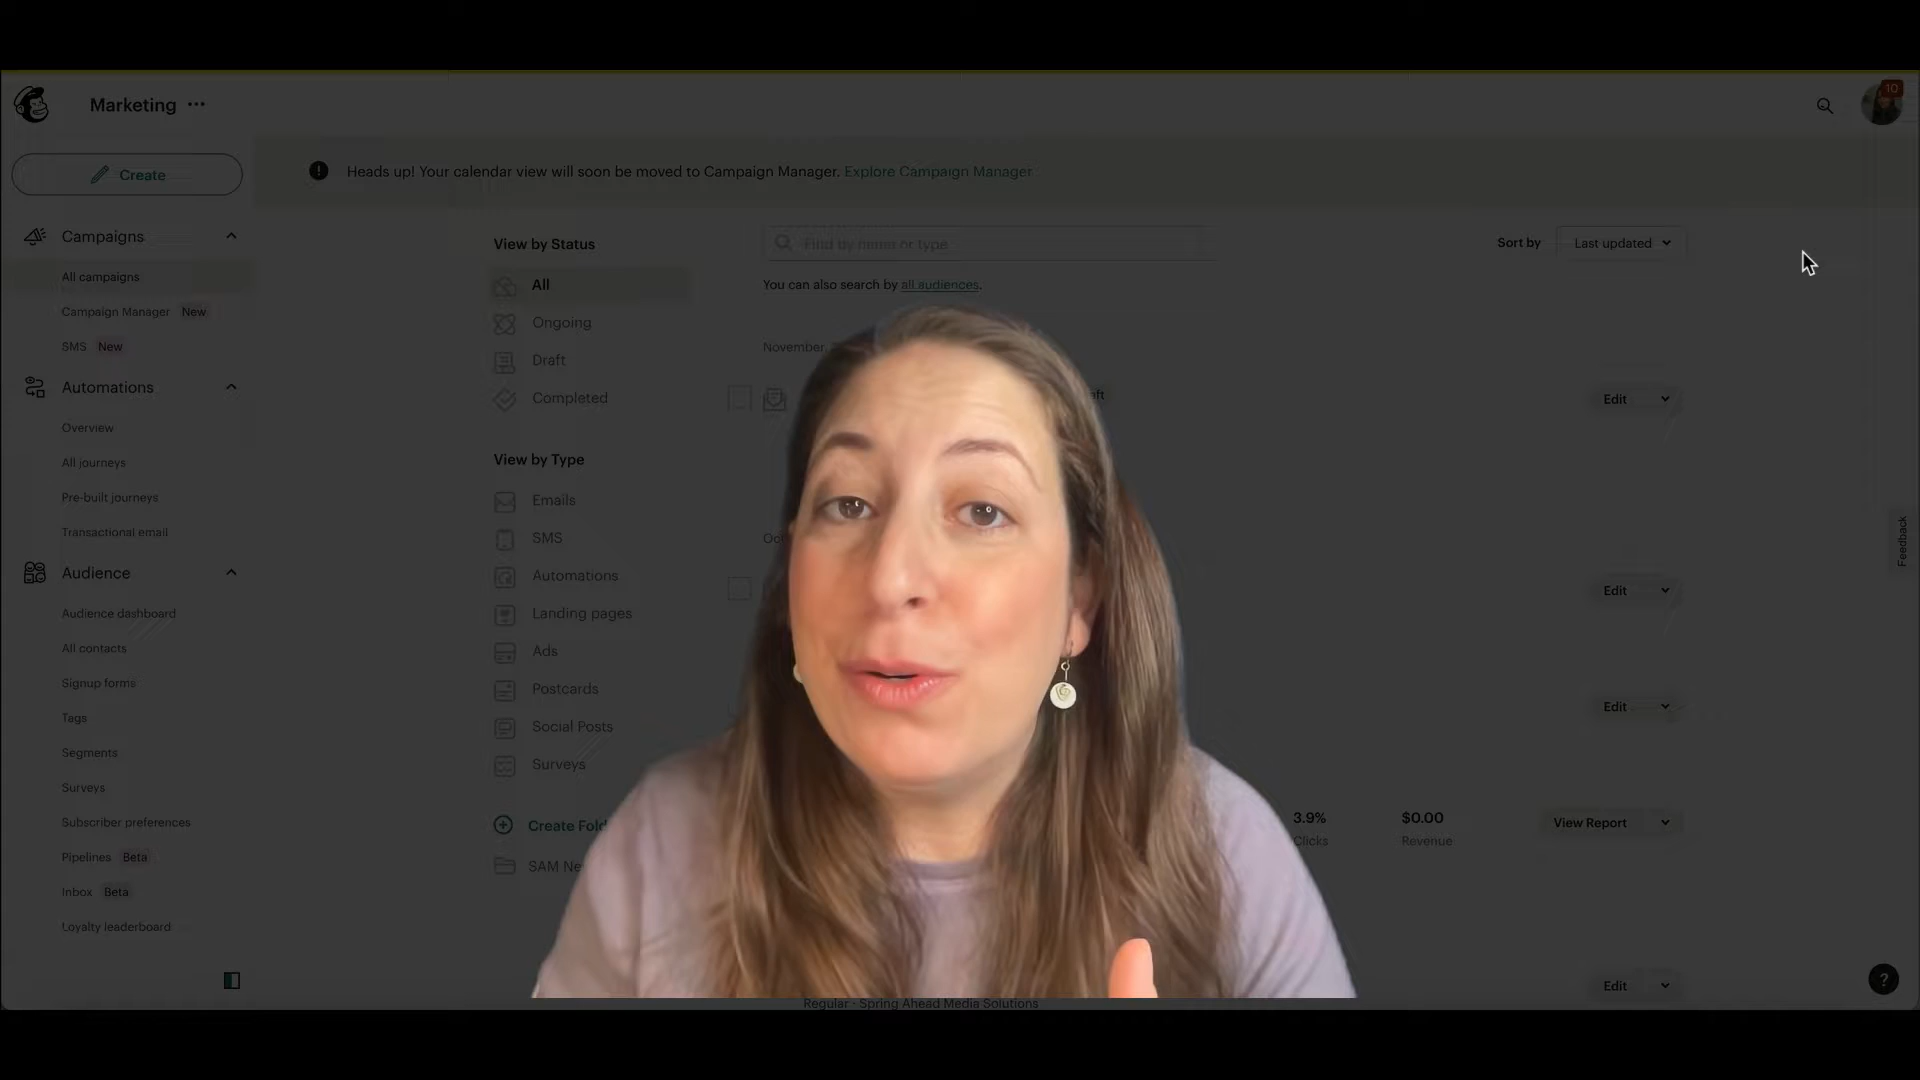 Marketing
10
Create
Heads up! Your calendar view will soon be moved to Campaign Manager. Explore Campaign Manager
Campaigns
All campaigns
Campaign Manager New
SMS New
Automations
Overview
All journeys
Pre-built journeys
Transactional email
Audience
Audience dashboard
All contacts
Signup forms
Tags
Segments
Surveys
Subscriber preferences
Pipelines Beta
Inbox Beta
Loyalty leaderboard
View by Status
All
Ongoing
Draft
Completed
View by Type
Emails
SMS
Automations
Landing pages
Ads
Postcards
Social Posts
Surveys
Create Fold
SAM Ne
Find by name or type
Sort by Last updated
You can also search by all audiences.
November,
Edit
Edit
Edit
3.9%
Clicks
$0.00
Revenue
View Report
Edit
Regular · Spring Ahead Media Solutions
Feedback
?